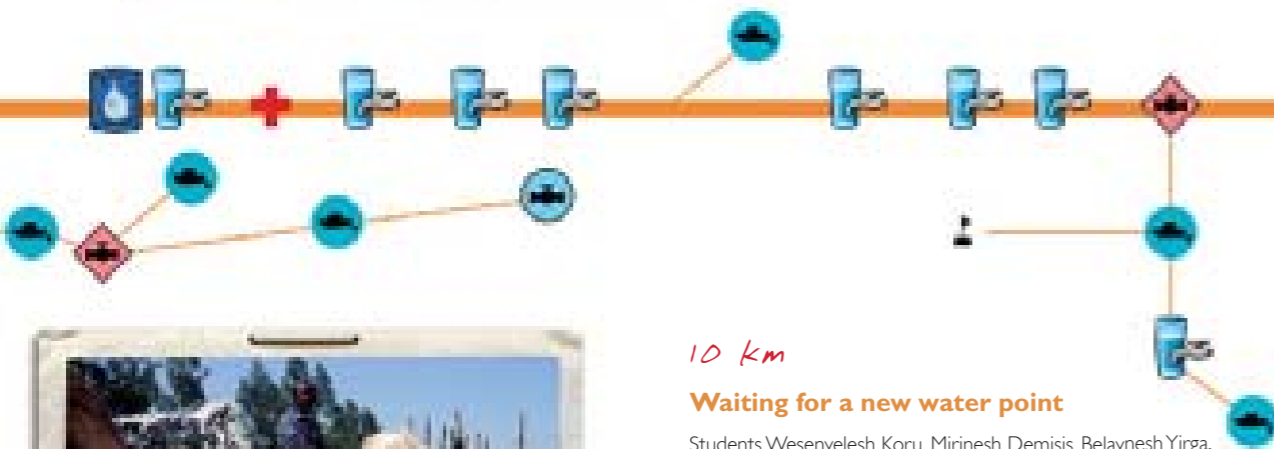 10 km
Waiting for a new water point
Students Wesenyelesh Koru, Mirinesh Demisis, Belaynesh Yirga,